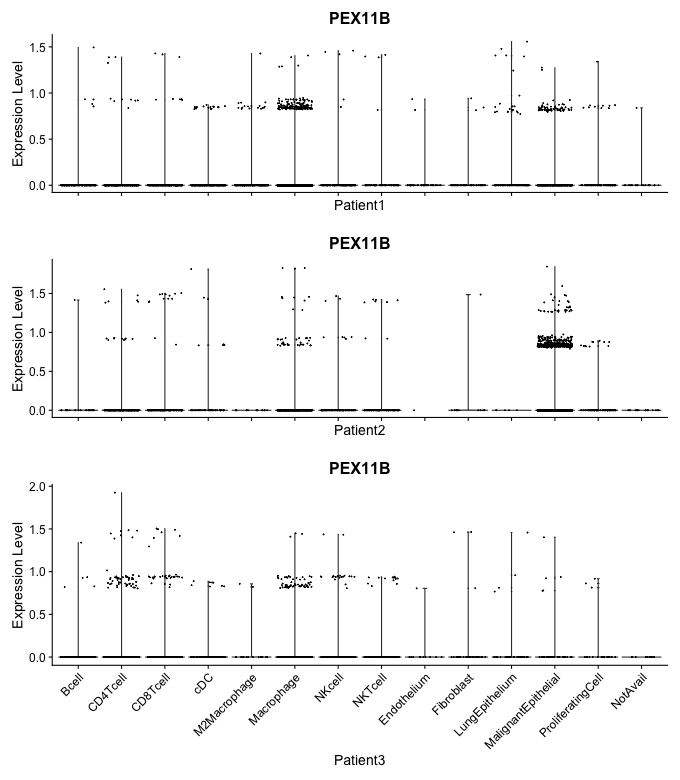 PEX11B
Expression Level
1.5
1.0
0.5
0.0
Patient1
PEX11B
Expression Level
1.5
1.0
0.5
0.0
Patient2
PEX11B
Expression Level
2.0
1.5
1.0
0.5
0.0
Bcell
CD4Tcell
CD8Tcell
cDC
M2Macrophage
Macrophage
NKcell
NKTcell
Endothelium
Fibroblast
LungEpithelium
MalignantEpithelial
ProliferatingCell
NotAvail
Patient3